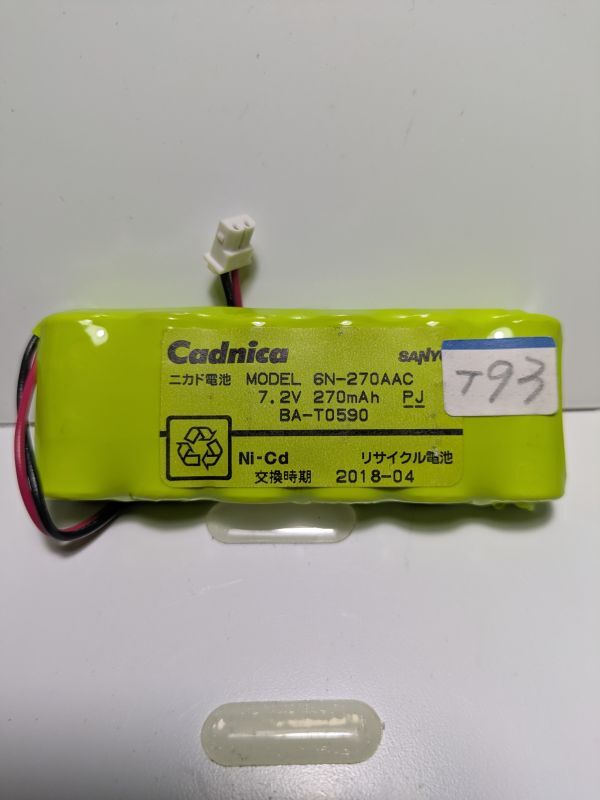 Cadnica SANYO
ニカド電池 MODEL 6N-270AAC
7.2V 270mAh PJ
BA-T0590
Ni-Cd リサイクル電池
交換時期 2018-04
T93